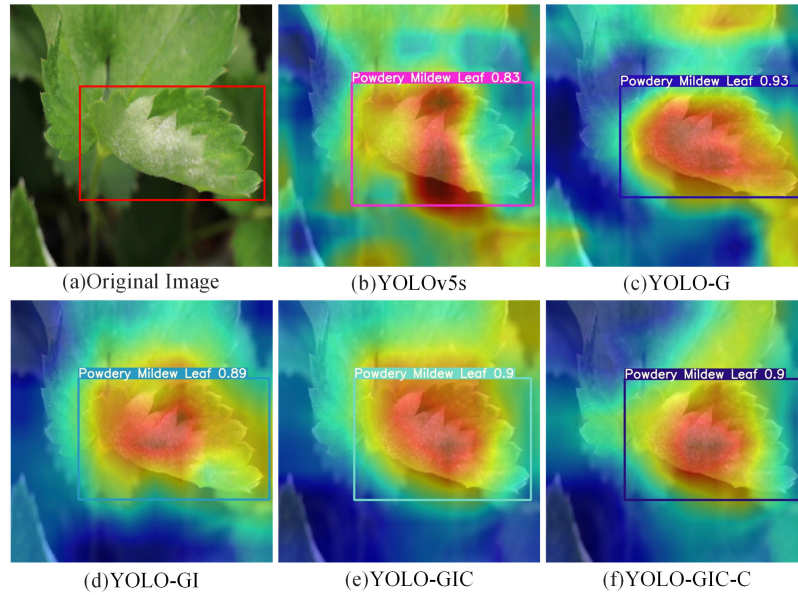 Powdery Mildew Leaf 0.83
Powdery Mildew Leaf 0.93
(a)Original Image
(b)YOLOv5s
(c)YOLO-G
Powdery Mildew Leaf 0.89
Powdery Mildew Leaf 0.9
Powdery Mildew Leaf 0.9
(d)YOLO-GI
(e)YOLO-GIC
(f)YOLO-GIC-C